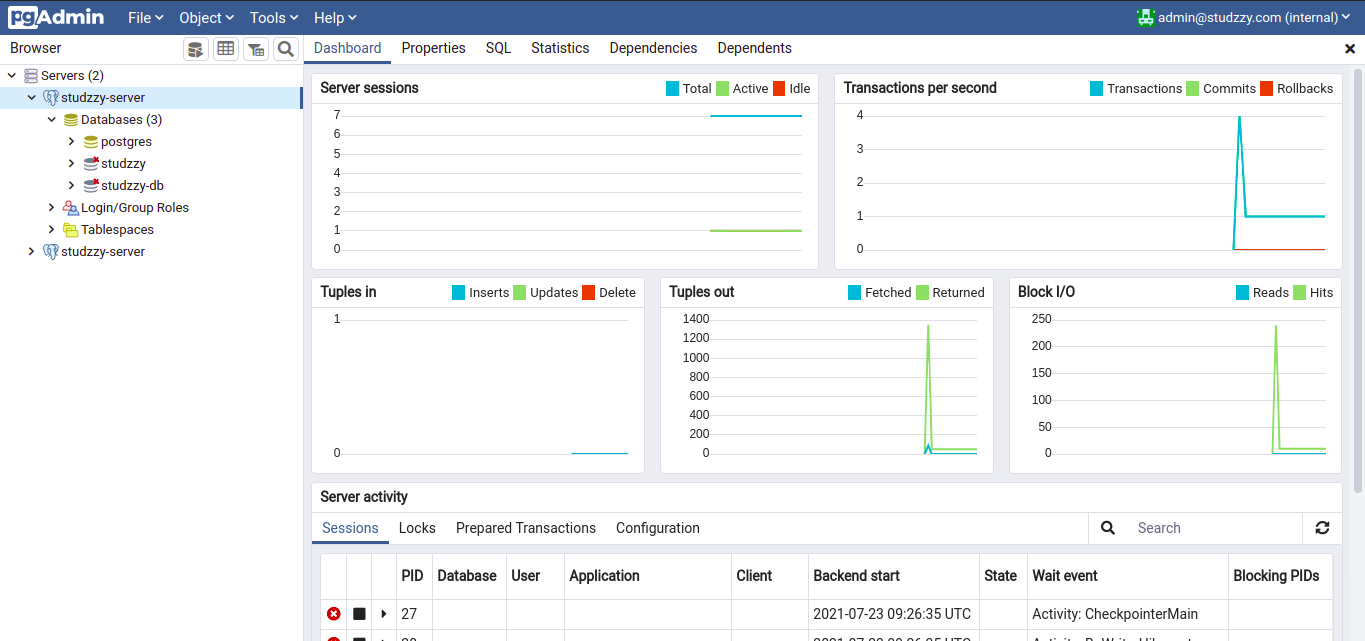 pgAdmin File Object Tools Help admin@studzzy.com (internal)
Browser Dashboard Properties SQL Statistics Dependencies Dependents
Servers (2)
studzzy-server
Databases (3)
postgres
studzzy
studzzy-db
Login/Group Roles
Tablespaces
studzzy-server
Server sessions Total Active Idle
7
6
5
4
3
2
1
0
Transactions per second Transactions Commits Rollbacks
4
3
2
1
0
Tuples in Inserts Updates Delete
1
0
Tuples out Fetched Returned
1400
1200
1000
800
600
400
200
0
Block I/O Reads Hits
250
200
150
100
50
0
Server activity
Sessions Locks Prepared Transactions Configuration Search
PID Database User Application Client Backend start State Wait event Blocking PIDs
27 2021-07-23 09:26:35 UTC Activity: CheckpointerMain